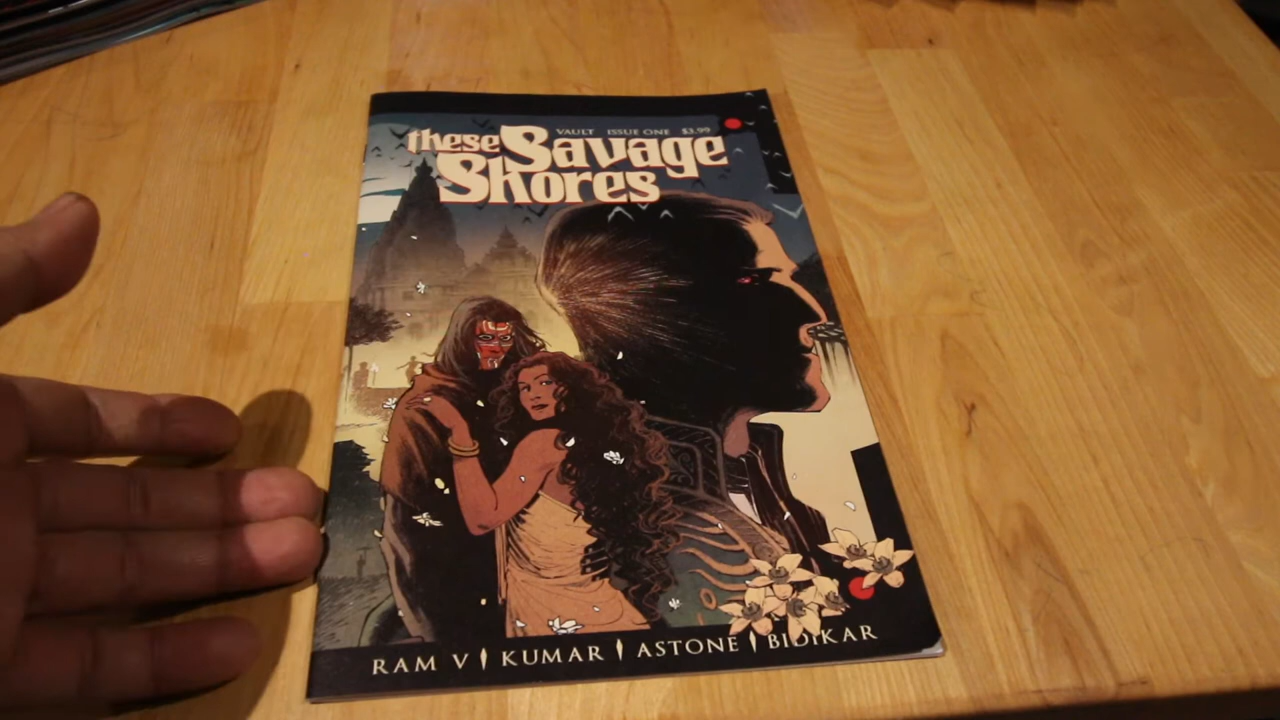 VAULT ISSUE ONE $3.99
these Savage
Shores
RAM V KUMAR ASTONE BIDIKAR